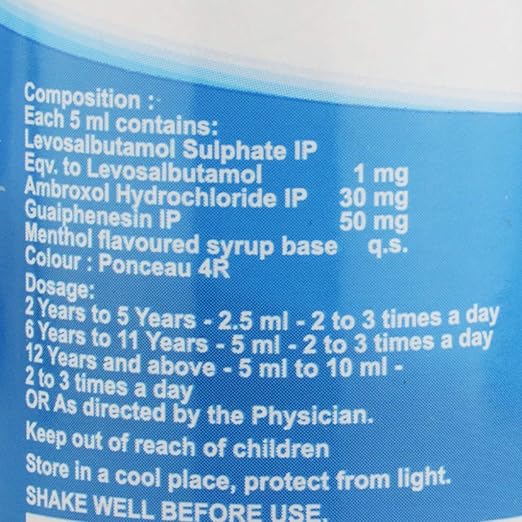 Composition :
Each 5 ml contains:
Levosalbutamol Sulphate IP
Eqv. to Levosalbutamol 1 mg
Ambroxol Hydrochloride IP 30 mg
Guaiphenesin IP 50 mg
Menthol flavoured syrup base q.s.
Colour : Ponceau 4R
Dosage:
2 Years to 5 Years - 2.5 ml - 2 to 3 times a day
6 Years to 11 Years - 5 ml - 2 to 3 times a day
12 Years and above - 5 ml to 10 ml -
2 to 3 times a day
OR As directed by the Physician.
Keep out of reach of children
Store in a cool place, protect from light.
SHAKE WELL BEFORE USE.